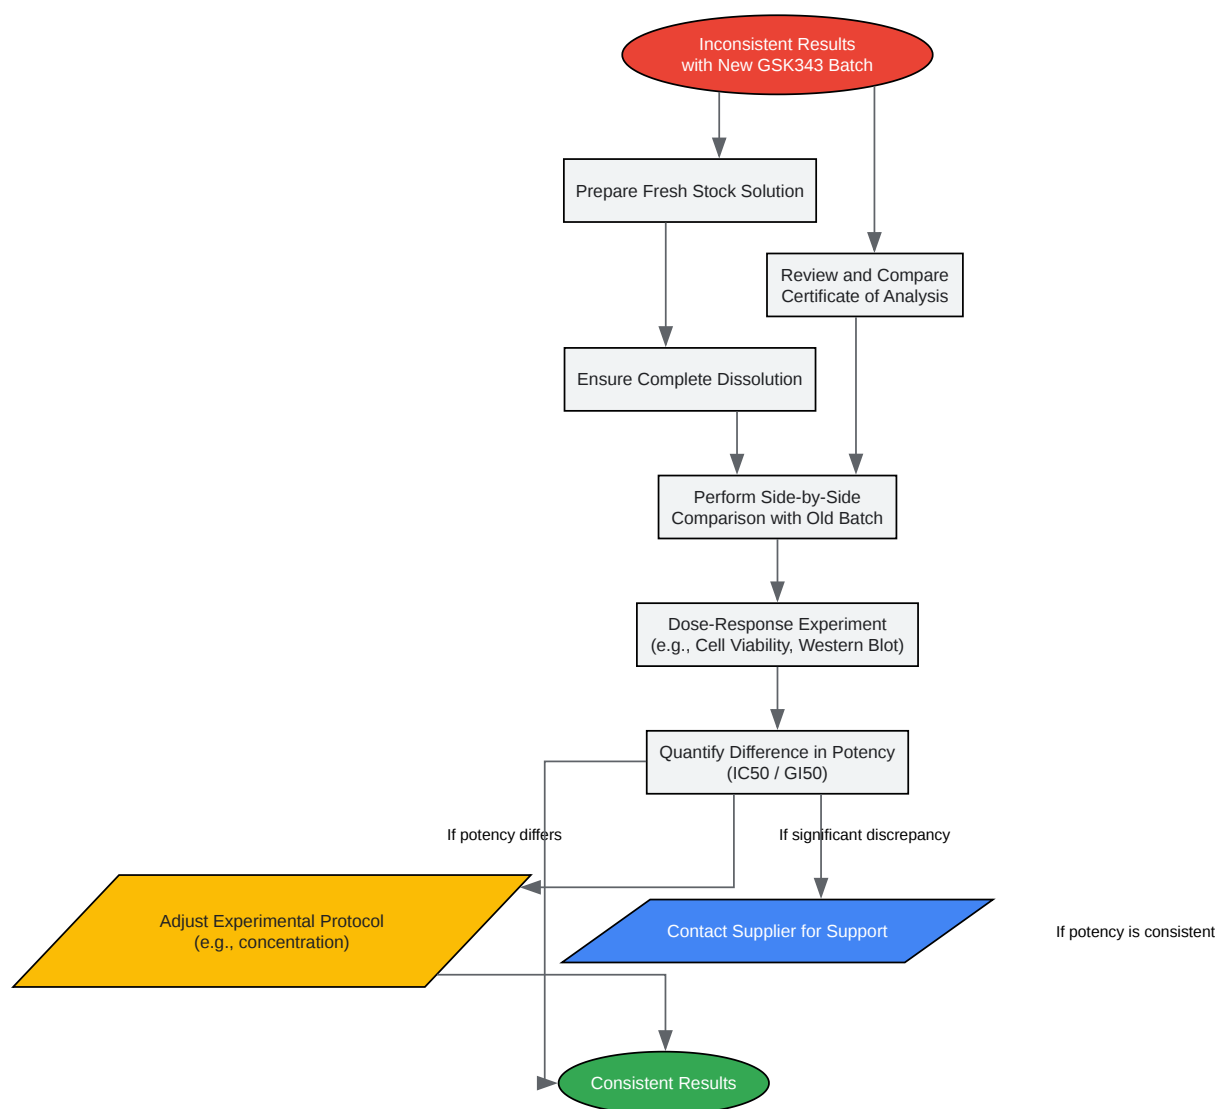 Inconsistent Results
with New GSK343 Batch
Prepare Fresh Stock Solution
Review and Compare
Certificate of Analysis
Ensure Complete Dissolution
Perform Side-by-Side
Comparison with Old Batch
Dose-Response Experiment
(e.g., Cell Viability, Western Blot)
Quantify Difference in Potency
(IC50 / GI50)
If potency differs
If significant discrepancy
Adjust Experimental Protocol
(e.g., concentration)
Contact Supplier for Support
If potency is consistent
Consistent Results